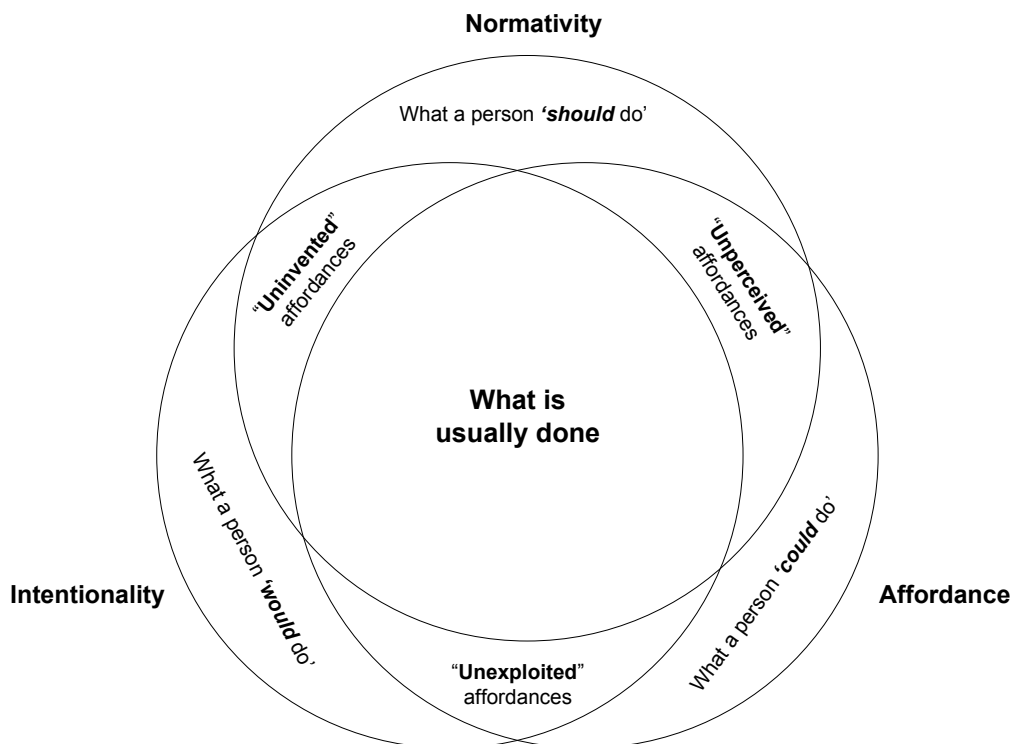 Normativity
What a person ‘should do’
“Uninvented”
affordances
“Unperceived”
affordances
What is
usually done
What a person ‘would do’
What a person ‘could do’
Intentionality
Affordance
“Unexploited”
affordances